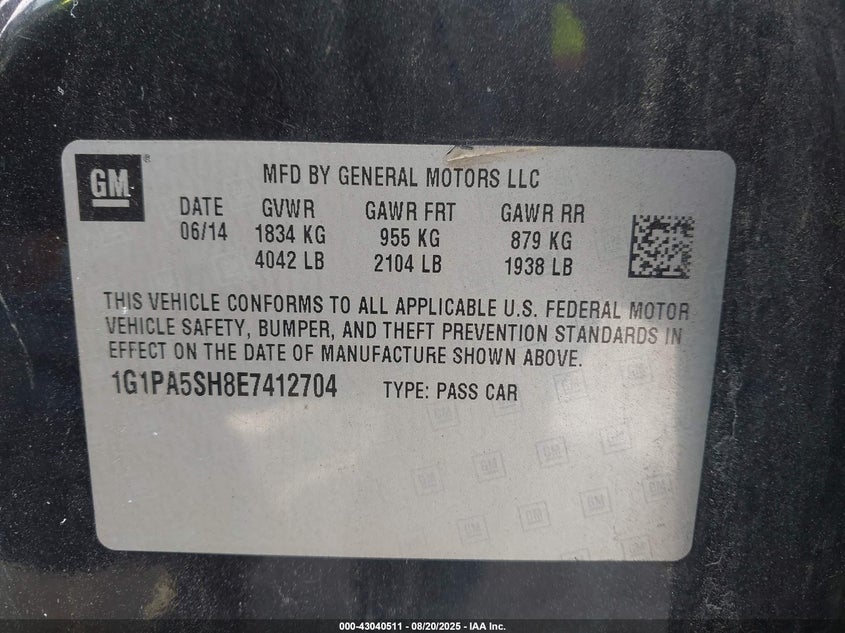 GM
MFD BY GENERAL MOTORS LLC
DATE GVWR GAWR FRT GAWR RR
06/14 1834 KG 955 KG 879 KG
4042 LB 2104 LB 1938 LB
THIS VEHICLE CONFORMS TO ALL APPLICABLE U.S. FEDERAL MOTOR
VEHICLE SAFETY, BUMPER, AND THEFT PREVENTION STANDARDS IN
EFFECT ON THE DATE OF MANUFACTURE SHOWN ABOVE.
1G1PA5SH8E7412704 TYPE: PASS CAR
000-43040511 - 08/20/2025 - IAA Inc.